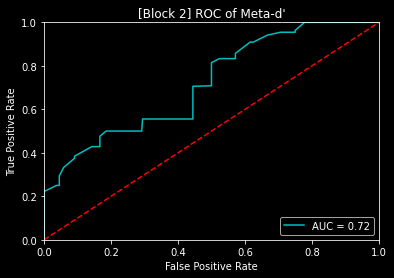 [Block 2] ROC of Meta-d'
True Positive Rate
1.0
0.8
0.6
0.4
0.2
0.0
AUC = 0.72
0.0 0.2 0.4 0.6 0.8 1.0
False Positive Rate